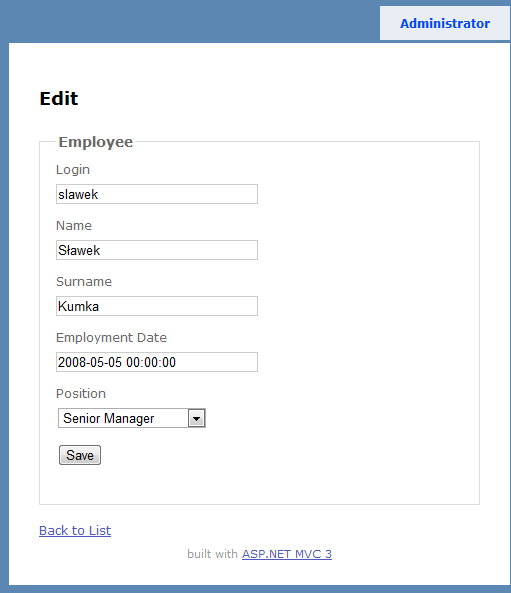 Administrator
Edit
Employee
Login
slawek
Name
Sławek
Surname
Kumka
Employment Date
2008-05-05 00:00:00
Position
Senior Manager
Save
Back to List
built with ASP.NET MVC 3